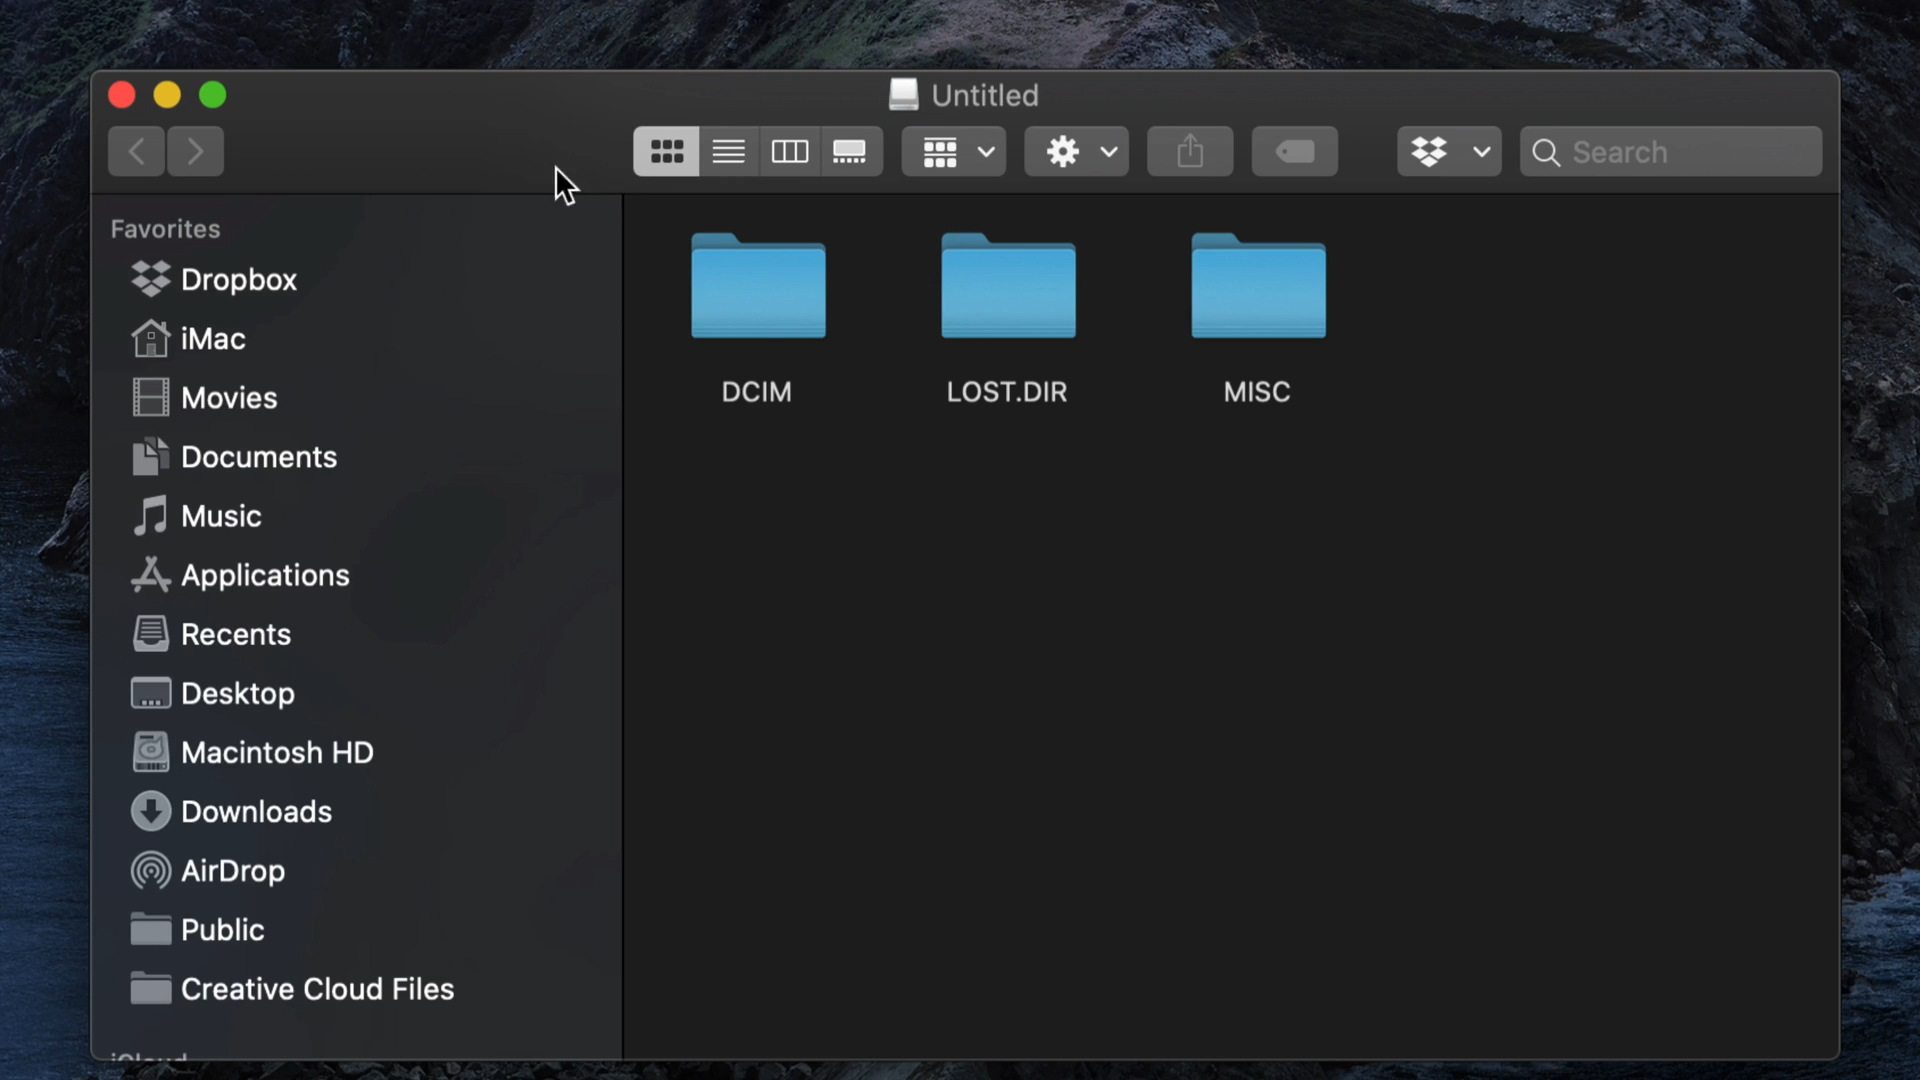 Untitled
Search
Favorites
Dropbox
iMac
Movies
Documents
Music
Applications
Recents
Desktop
Macintosh HD
Downloads
AirDrop
Public
Creative Cloud Files
iCloud
DCIM
LOST.DIR
MISC